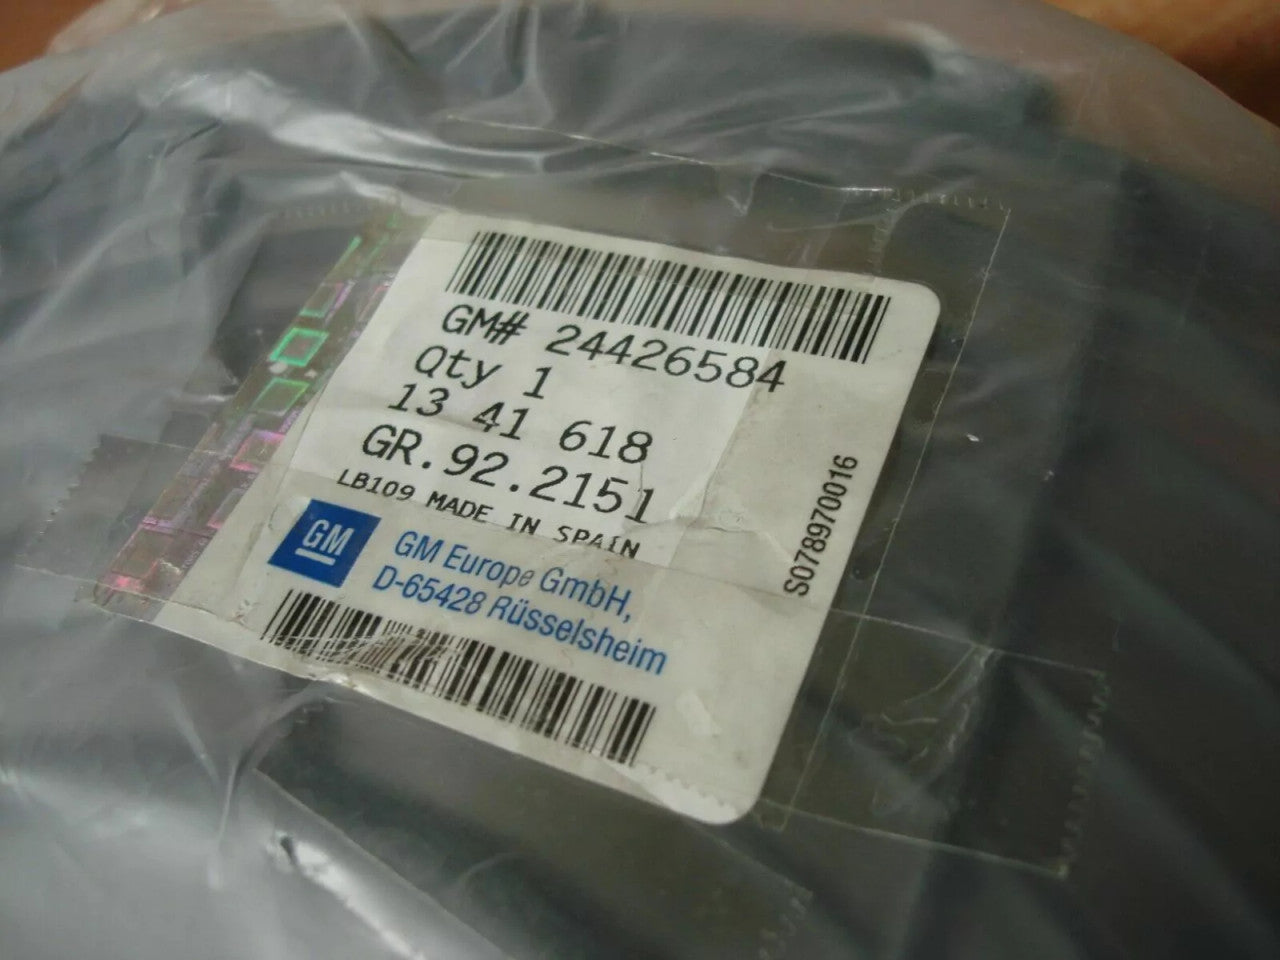 GM# 24426584
Qty 1
13 41 618
GR.92.2151
LB109 MADE IN SPAIN
GM
GM Europe GmbH,
D-65428 Rüsselsheim
S078970016